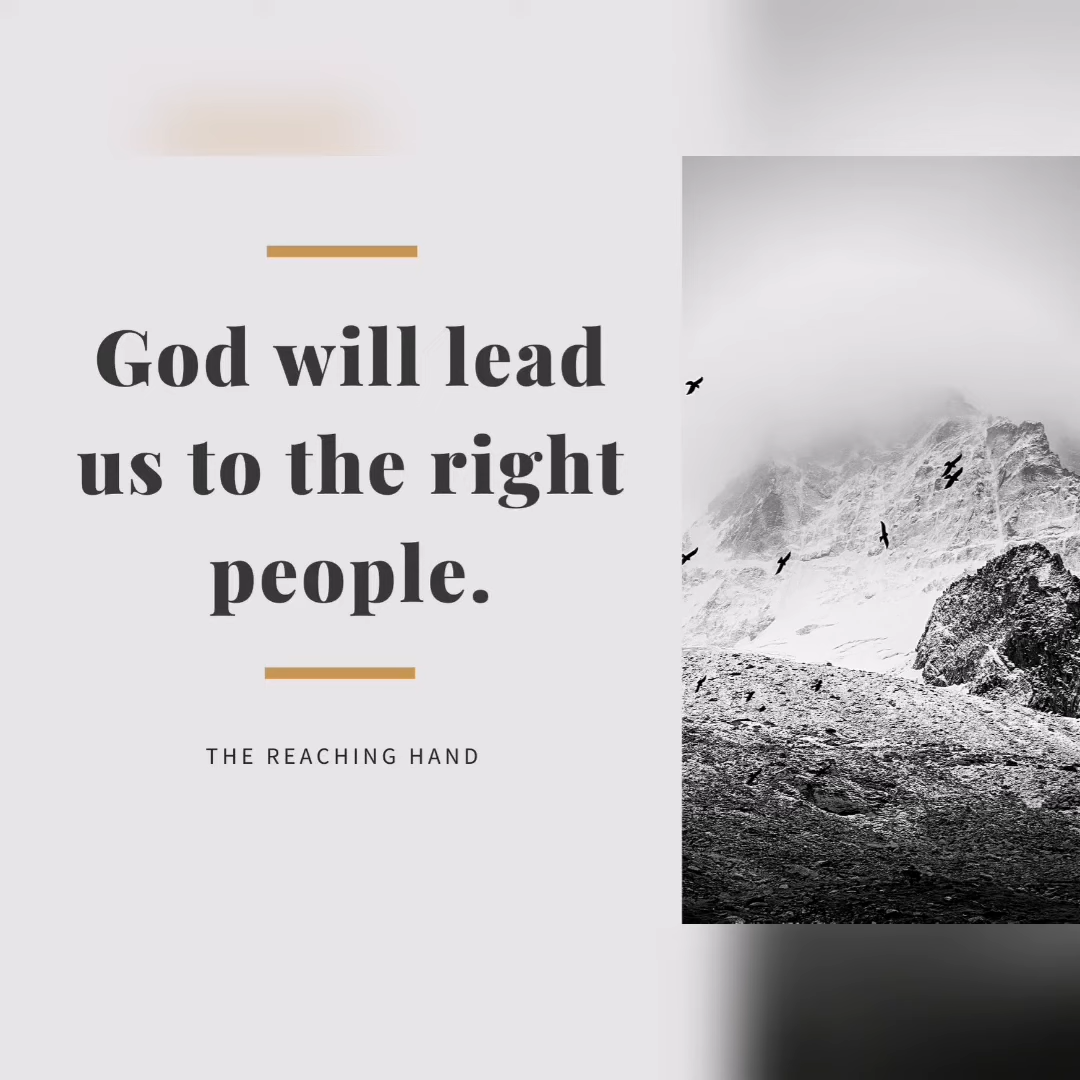 God will lead
us to the right
people.
THE REACHING HAND